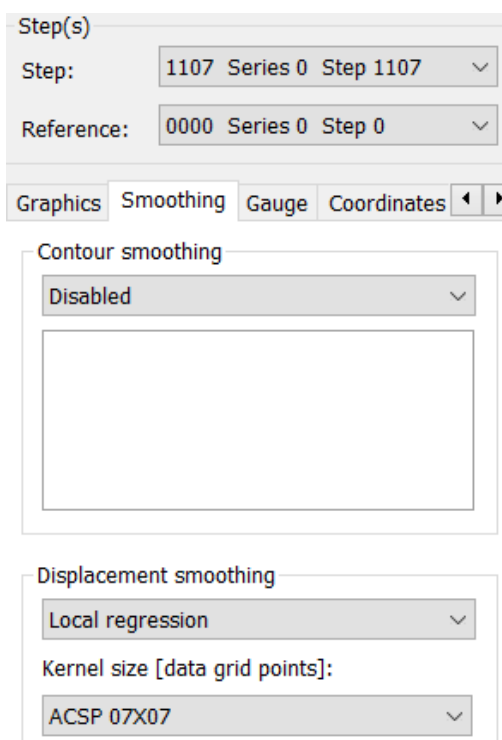 Step(s)
Step: 1107 Series 0 Step 1107
Reference: 0000 Series 0 Step 0
Graphics Smoothing Gauge Coordinates
Contour smoothing
Disabled
Displacement smoothing
Local regression
Kernel size [data grid points]:
ACSP 07X07